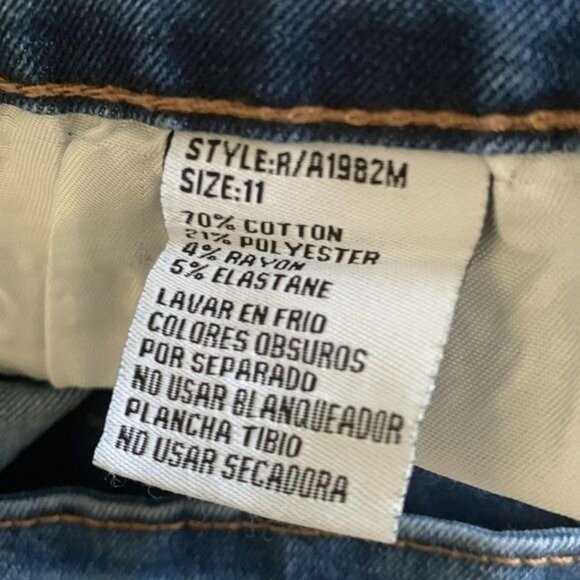 STYLE:R/A1982M
SIZE:11
70% COTTON
21% POLYESTER
4% RAYON
5% ELASTANE
LAVAR EN FRIO
COLORES OBSUROS
POR SEPARADO
NO USAR BLANQUEADOR
PLANCHA TIBIO
NO USAR SECADORA